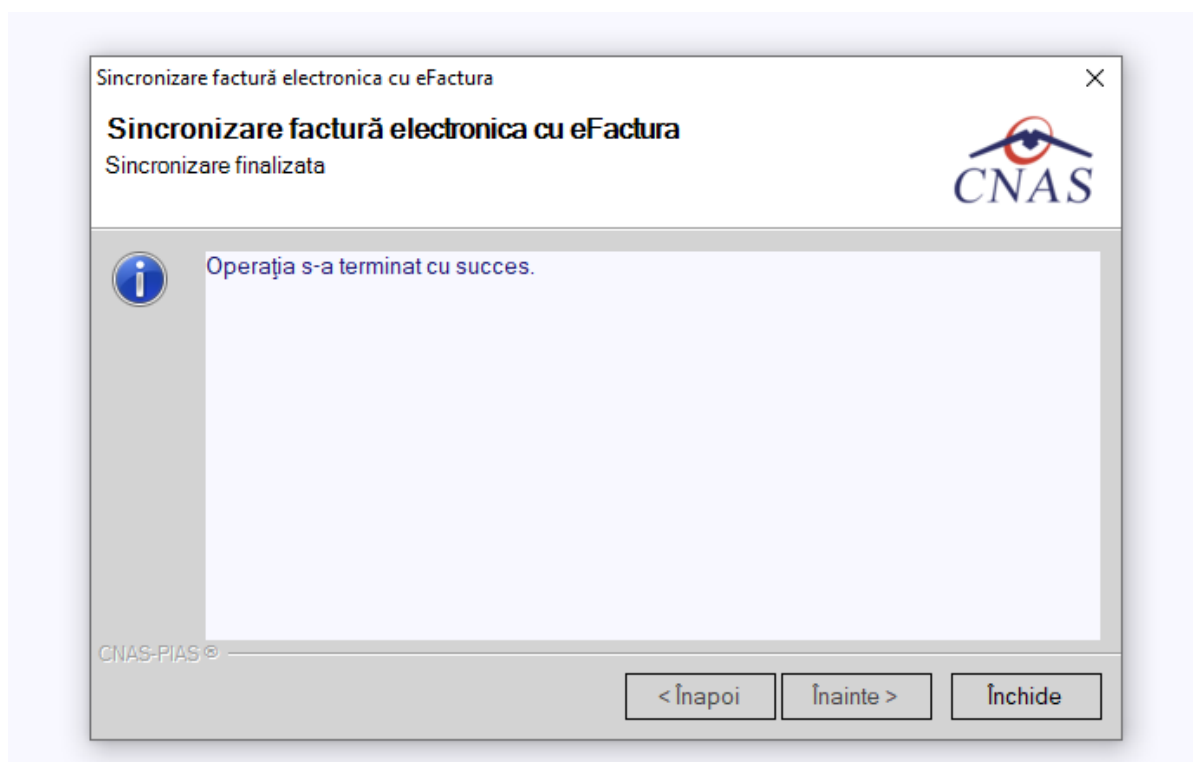 Sincronizare factură electronica cu eFactura
Sincronizare factură electronica cu eFactura
Sincronizare finalizata
CNAS
Operaţia s-a terminat cu succes.
CNAS-PIAS ®
< Înapoi
Înainte >
Închide